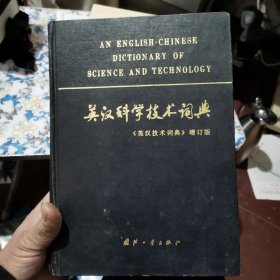 AN ENGLISH-CHINESE
DICTIONARY OF
SCIENCE AND TECHNOLOGY
英汉科学技术词典
《英汉技术词典》增订版
国防工业出版社